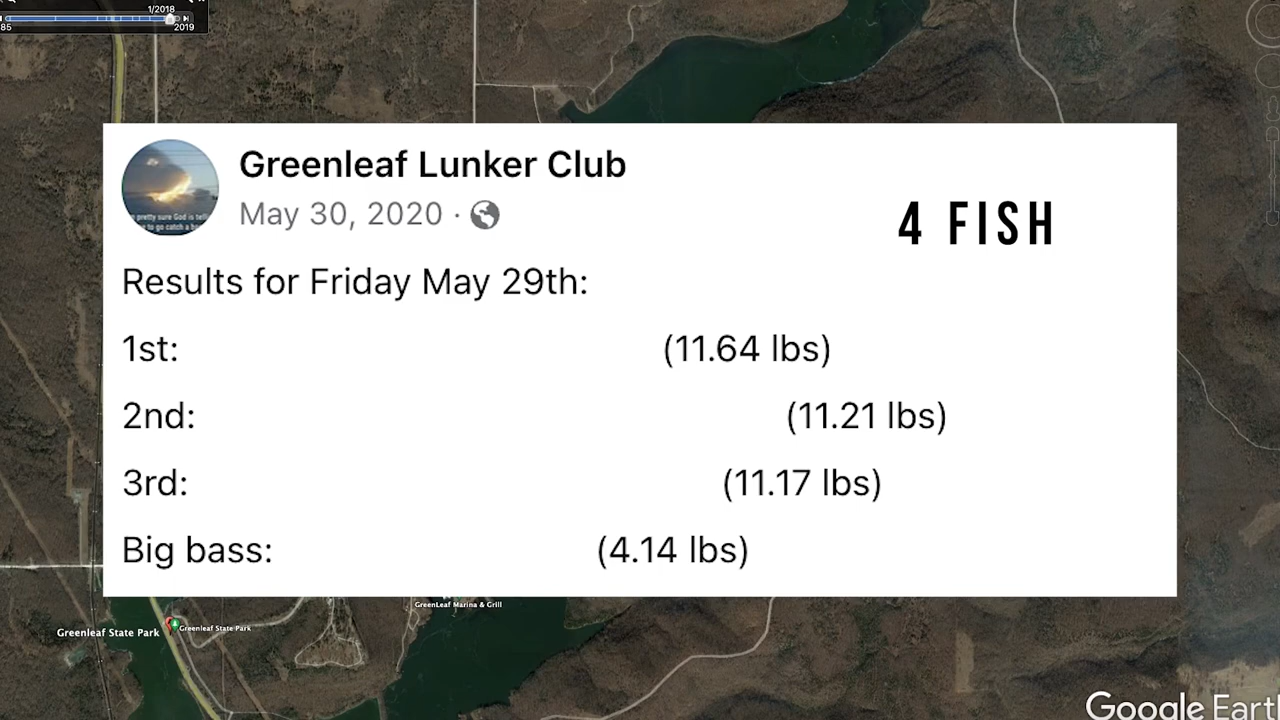 1/2018
85
2019
Greenleaf Lunker Club
May 30, 2020 ·
4 FISH
Results for Friday May 29th:
1st: (11.64 lbs)
2nd: (11.21 lbs)
3rd: (11.17 lbs)
Big bass: (4.14 lbs)
GreenLeaf Marina & Grill
Greenleaf State Park
Greenleaf State Park
Google Eart